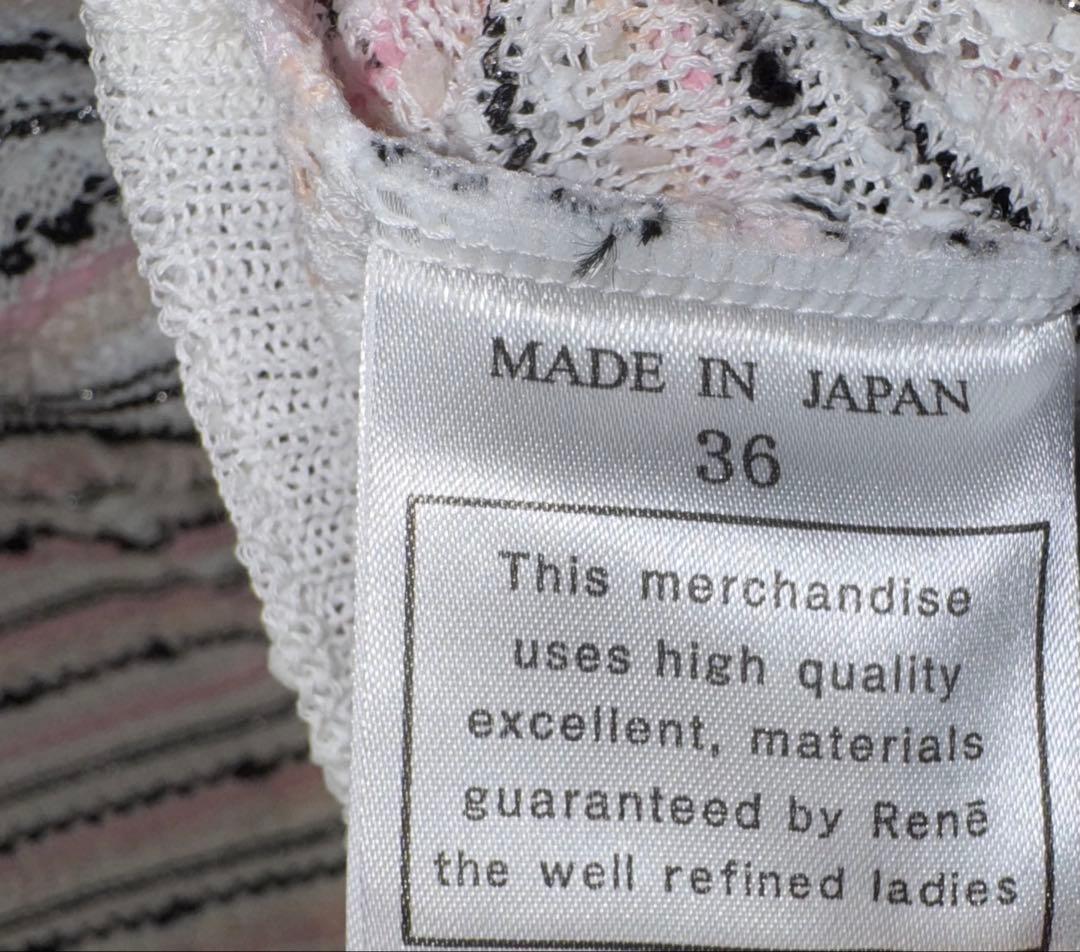 MADE IN JAPAN
36
This merchandise
uses high quality
excellent, materials
guaranteed by Renē
the well refined ladies